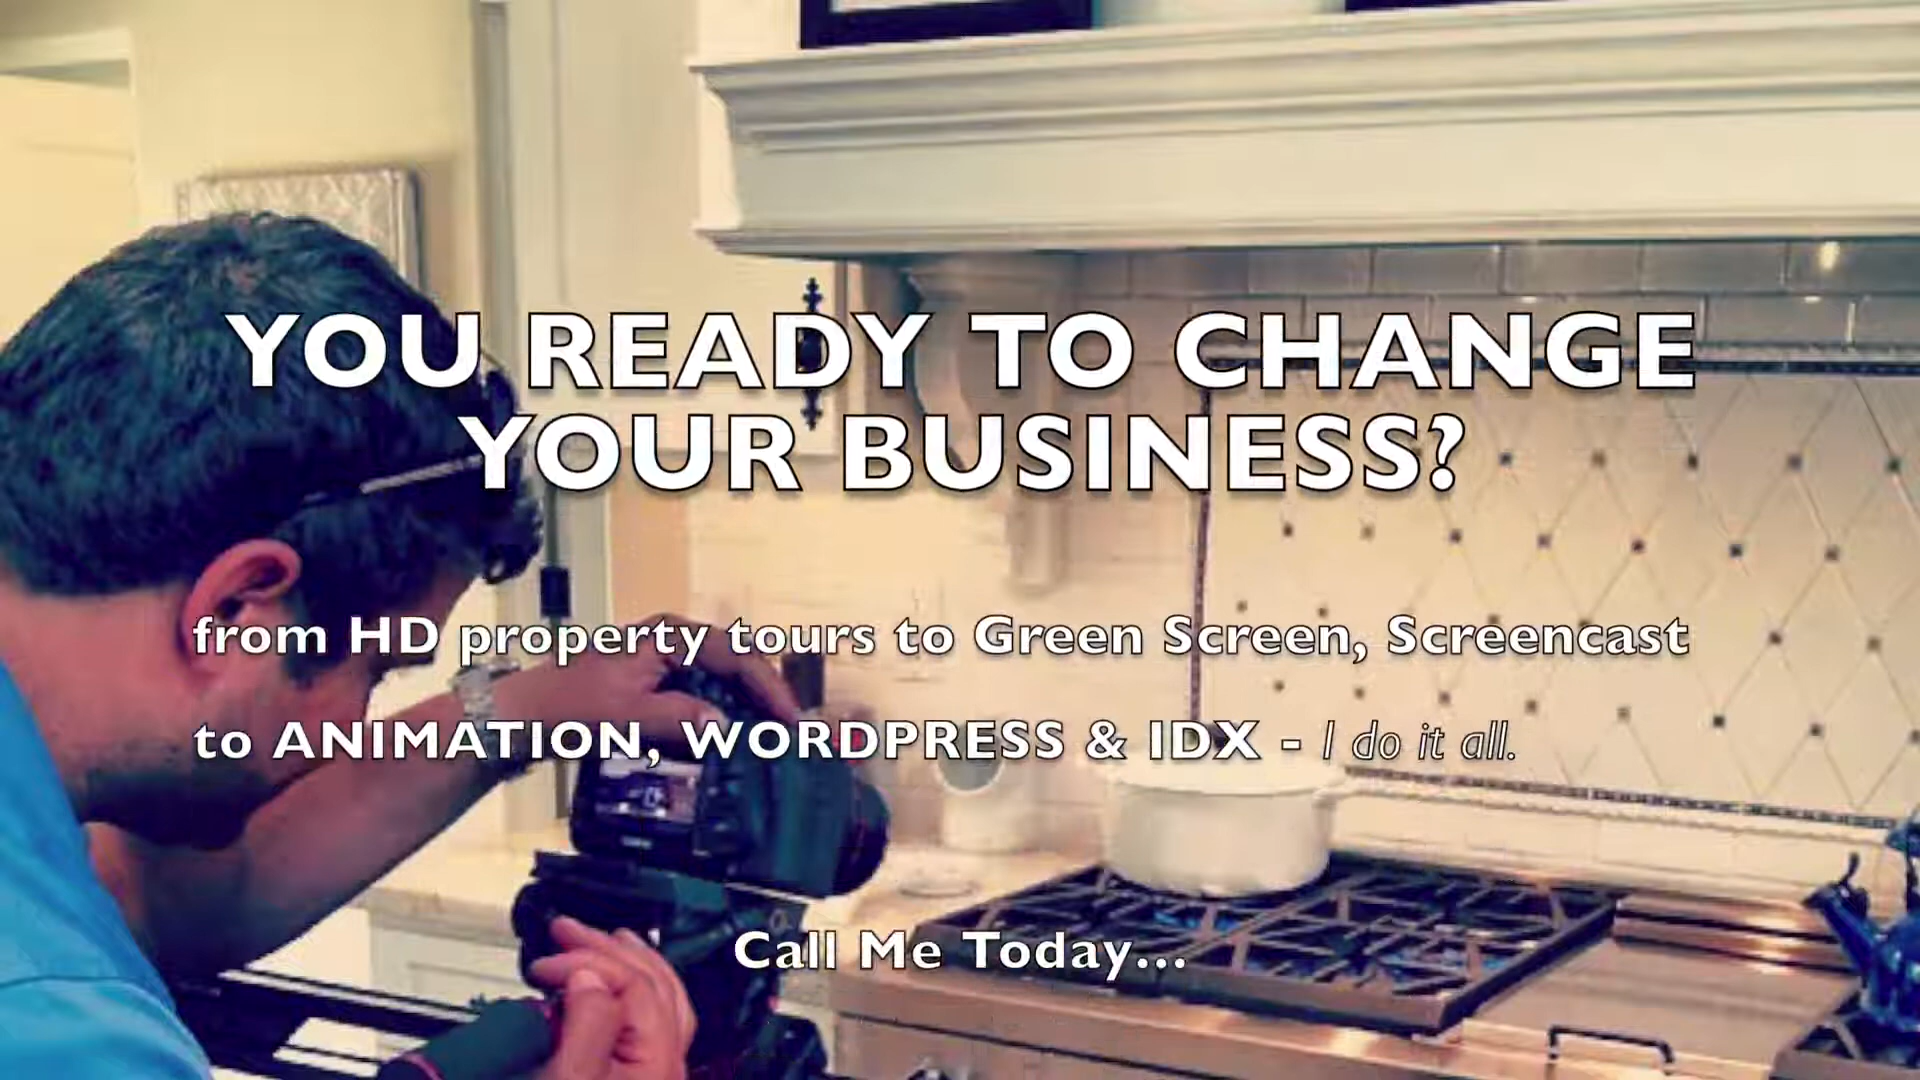 YOU READY TO CHANGE
YOUR BUSINESS?
from HD property tours to Green Screen, Screencast
to ANIMATION, WORDPRESS & IDX - I do it all.
Call Me Today...